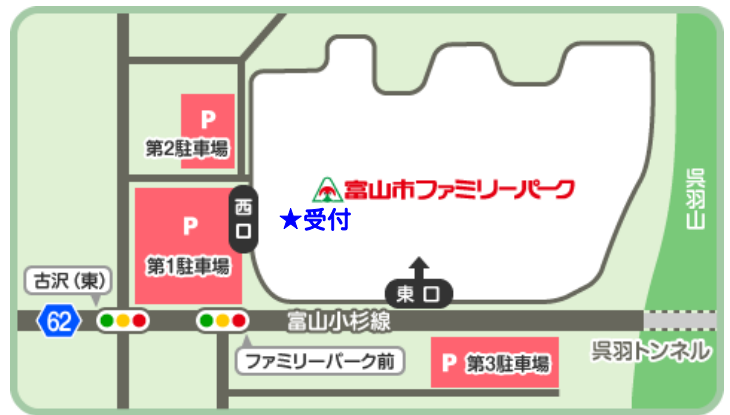 P
第2駐車場
富山市ファミリーパーク
呉羽山
西口
★受付
P
第1駐車場
古沢(東)
東口
62
富山小杉線
ファミリーパーク前
P 第3駐車場
呉羽トンネル